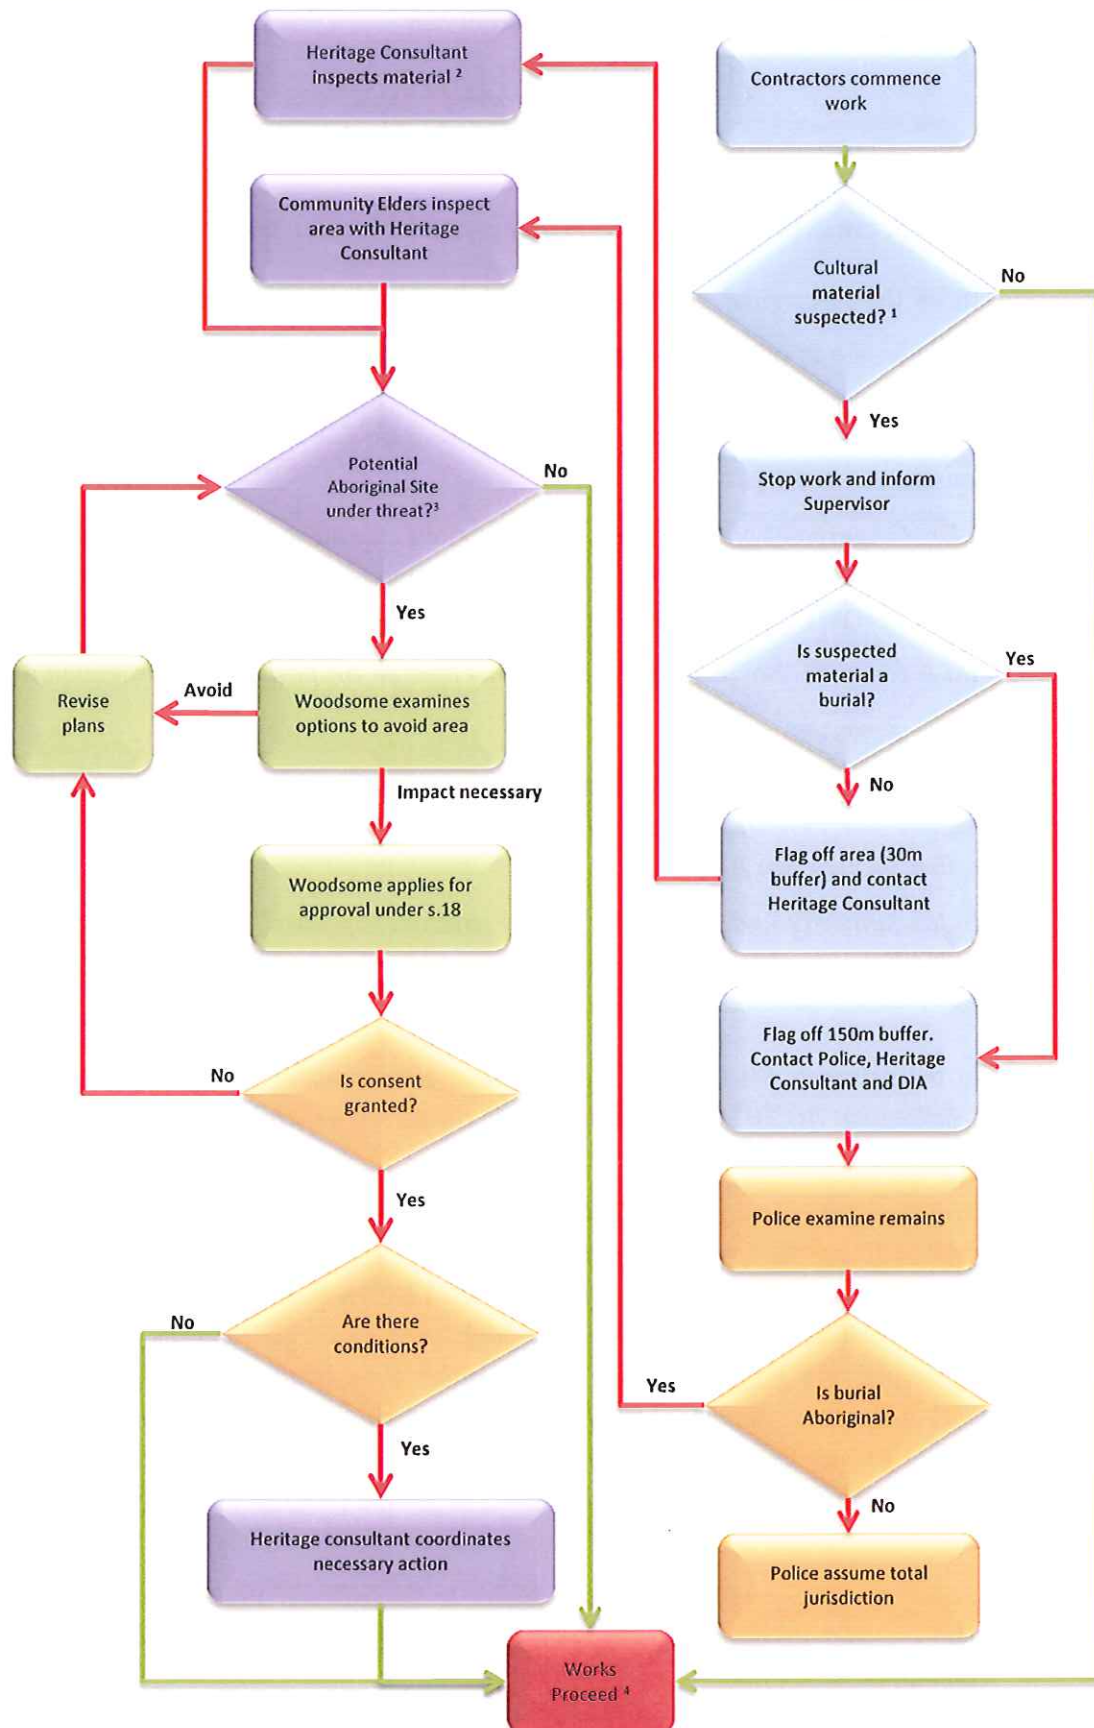 Heritage Consultant
inspects material ²
Contractors commence
work
Community Elders inspect
area with Heritage
Consultant
Cultural
material
suspected? ¹
No
Yes
Potential
Aboriginal Site
under threat?³
No
Stop work and inform
Supervisor
Yes
Is suspected
material a
burial?
Yes
Revise
plans
Avoid
Woodsome examines
options to avoid area
No
Impact necessary
Flag off area (30m
buffer) and contact
Heritage Consultant
Woodsome applies for
approval under s.18
Flag off 150m buffer.
Contact Police, Heritage
Consultant and DIA
No
Is consent
granted?
Yes
Police examine remains
No
Are there
conditions?
Yes
Is burial
Aboriginal?
Yes
No
Heritage consultant coordinates
necessary action
Police assume total
jurisdiction
Works
Proceed ⁴